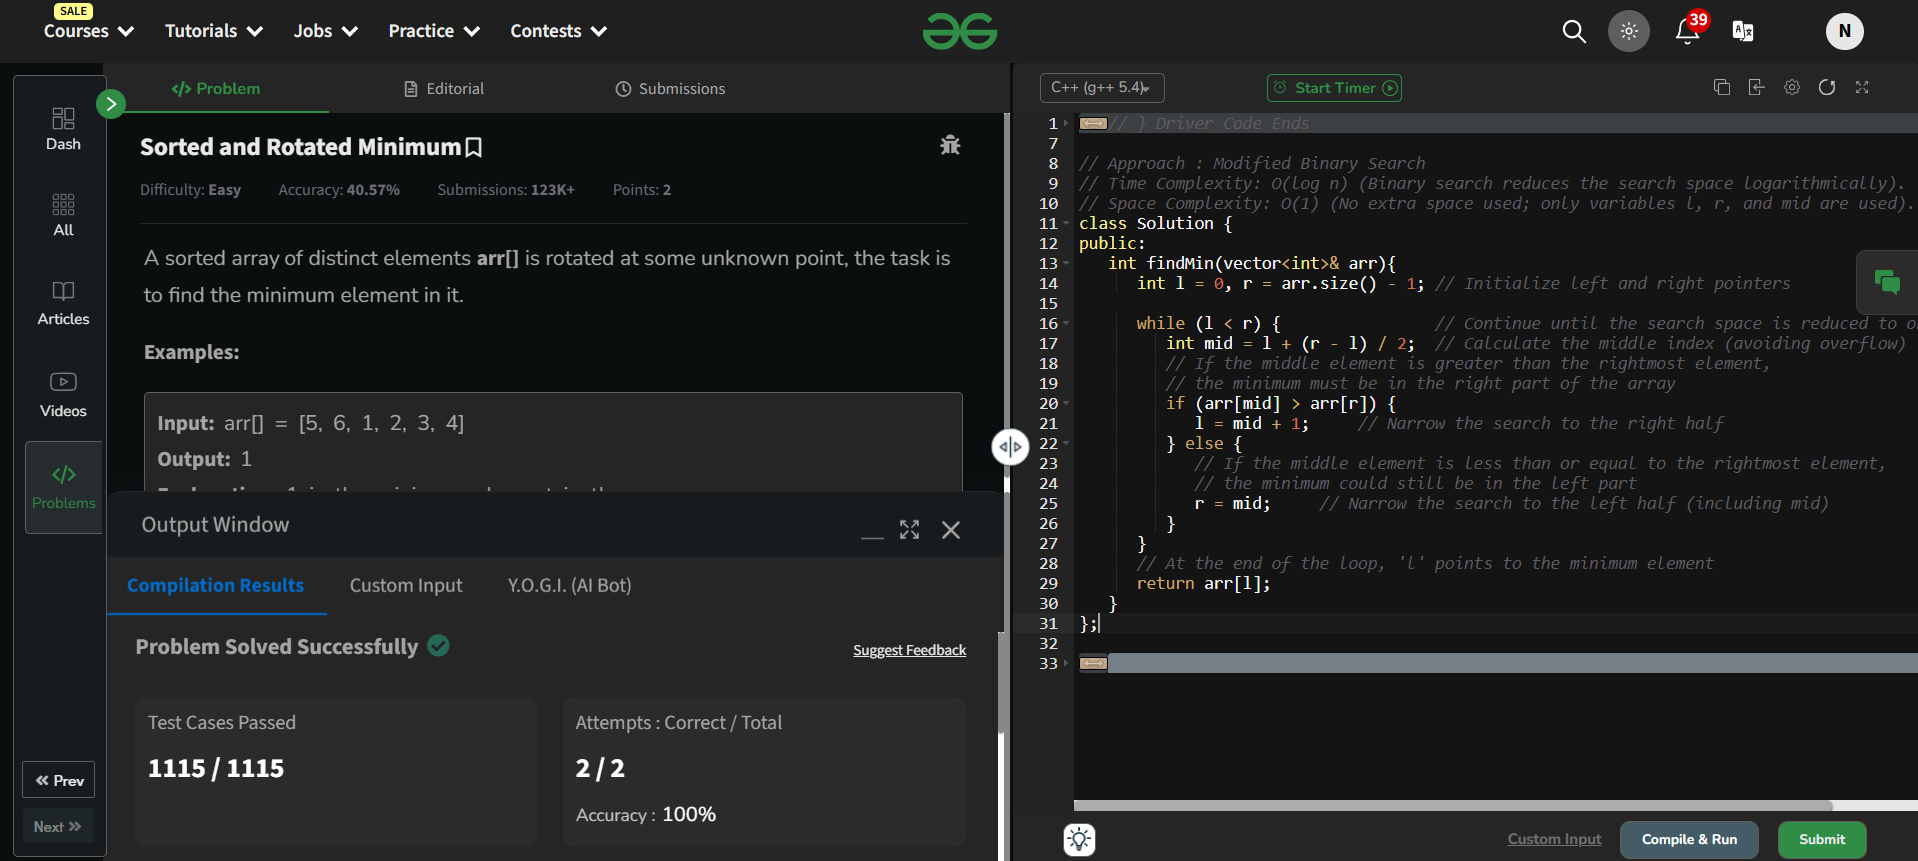 SALE
Courses Tutorials Jobs Practice Contests
39
N
Dash
All
Articles
Videos
Problems
Prev
Next
Problem Editorial Submissions
Sorted and Rotated Minimum
Difficulty: Easy Accuracy: 40.57% Submissions: 123K+ Points: 2
A sorted array of distinct elements arr[] is rotated at some unknown point, the task is
to find the minimum element in it.
Examples:
Input: arr[] = [5, 6, 1, 2, 3, 4]
Output: 1
Output Window
Compilation Results Custom Input Y.O.G.I. (AI Bot)
Problem Solved Successfully
Suggest Feedback
Test Cases Passed
1115 / 1115
Attempts : Correct / Total
2 / 2
Accuracy : 100%
C++ (g++ 5.4)
Start Timer
1 // } Driver Code Ends
7
8 // Approach : Modified Binary Search
9 // Time Complexity: O(log n) (Binary search reduces the search space logarithmically).
10 // Space Complexity: O(1) (No extra space used; only variables l, r, and mid are used).
11 class Solution {
12 public:
13 int findMin(vector<int>& arr){
14 int l = 0, r = arr.size() - 1; // Initialize left and right pointers
15
16 while (l < r) { // Continue until the search space is reduced to
17 int mid = l + (r - l) / 2; // Calculate the middle index (avoiding overflow)
18 // If the middle element is greater than the rightmost element,
19 // the minimum must be in the right part of the array
20 if (arr[mid] > arr[r]) {
21 l = mid + 1; // Narrow the search to the right half
22 } else {
23 // If the middle element is less than or equal to the rightmost element,
24 // the minimum could still be in the left part
25 r = mid; // Narrow the search to the left half (including mid)
26 }
27 }
28 // At the end of the loop, 'l' points to the minimum element
29 return arr[l];
30 }
31 };
32
33
Custom Input Compile & Run Submit